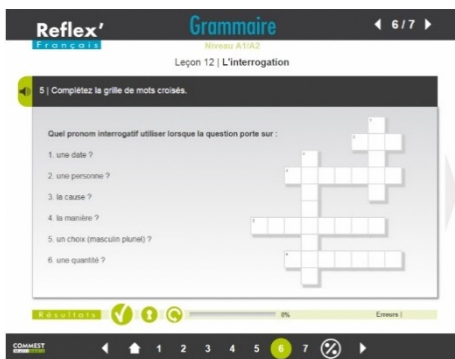 Reflex'
Français
Grammaire
6/7
Niveau A1/A2
Leçon 12 | L'interrogation
5 | Complétez la grille de mots croisés.
Quel pronom interrogatif utiliser lorsque la question porte sur :
1. une date ?
2. une personne ?
3. la cause ?
4. la manière ?
5. un choix (masculin pluriel) ?
6. une quantité ?
Résultats
0%
Erreurs |
COMMEST
1 2 3 4 5 6 7